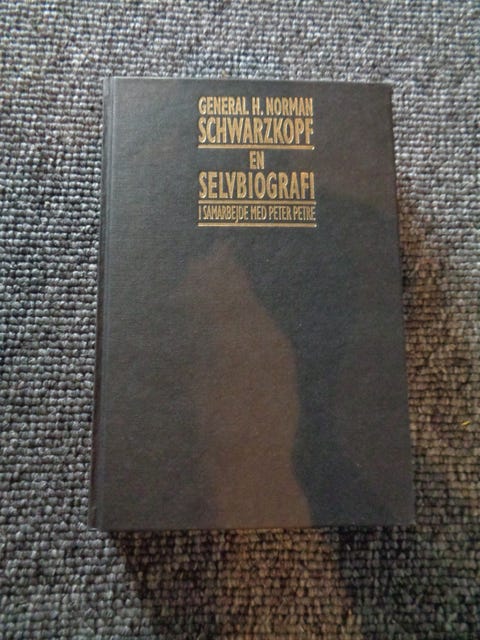 GENERAL H. NORMAN
SCHWARZKOPF
EN
SELVBIOGRAFI
I SAMARBEJDE MED PETER PETRE